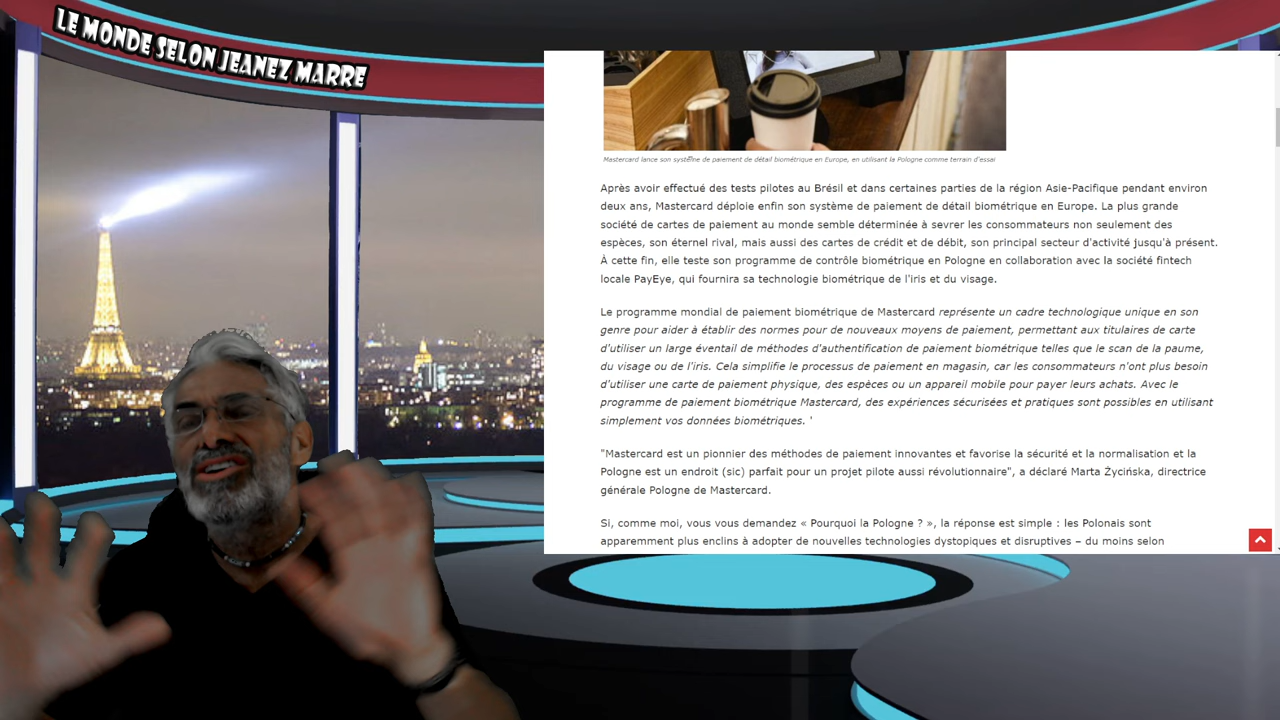 LE MONDE SELON JEANEZ MARRE
Mastercard lance son système de paiement de détail biométrique en Europe, en utilisant la Pologne comme terrain d'essai
Après avoir effectué des tests pilotes au Brésil et dans certaines parties de la région Asie-Pacifique pendant environ
deux ans, Mastercard déploie enfin son système de paiement de détail biométrique en Europe. La plus grande
société de cartes de paiement au monde semble déterminée à sevrer les consommateurs non seulement des
espèces, son éternel rival, mais aussi des cartes de crédit et de débit, son principal secteur d'activité jusqu'à présent.
À cette fin, elle teste son programme de contrôle biométrique en Pologne en collaboration avec la société fintech
locale PayEye, qui fournira sa technologie biométrique de l'iris et du visage.
Le programme mondial de paiement biométrique de Mastercard représente un cadre technologique unique en son
genre pour aider à établir des normes pour de nouveaux moyens de paiement, permettant aux titulaires de carte
d'utiliser un large éventail de méthodes d'authentification de paiement biométrique telles que le scan de la paume,
du visage ou de l'iris. Cela simplifie le processus de paiement en magasin, car les consommateurs n'ont plus besoin
d'utiliser une carte de paiement physique, des espèces ou un appareil mobile pour payer leurs achats. Avec le
programme de paiement biométrique Mastercard, des expériences sécurisées et pratiques sont possibles en utilisant
simplement vos données biométriques. '
"Mastercard est un pionnier des méthodes de paiement innovantes et favorise la sécurité et la normalisation et la
Pologne est un endroit (sic) parfait pour un projet pilote aussi révolutionnaire", a déclaré Marta Życińska, directrice
générale Pologne de Mastercard.
Si, comme moi, vous vous demandez « Pourquoi la Pologne ? », la réponse est simple : les Polonais sont
apparemment plus enclins à adopter de nouvelles technologies dystopiques et disruptives – du moins selon